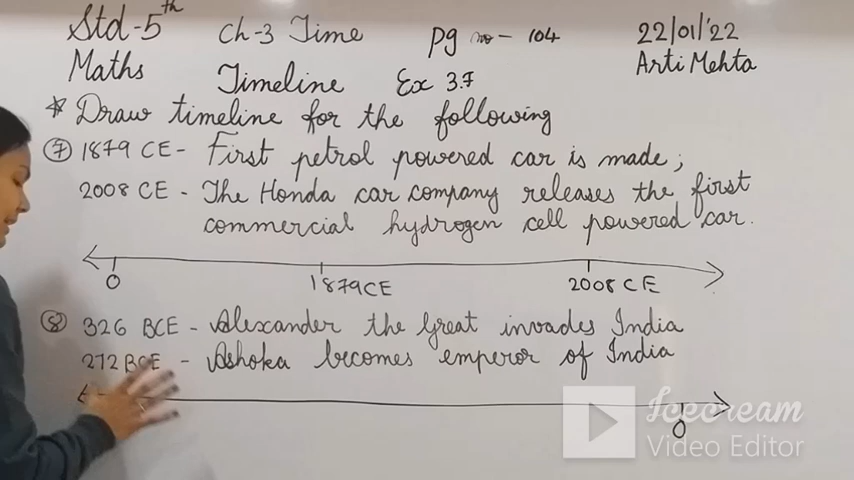 Std-5th Ch-3 Time Pg no- 104 22/01/'22
Maths Timeline Ex 3.7 Arti Mehta
* Draw timeline for the following
7 1879 CE - First petrol powered car is made;
2008 CE - The Honda car company releases the first
commercial hydrogen cell powered car.
0 1879CE 2008 CE
8 326 BCE - Alexander the Great invades India
272 BCE - Ashoka becomes emperor of India
0
Icecream
Video Editor